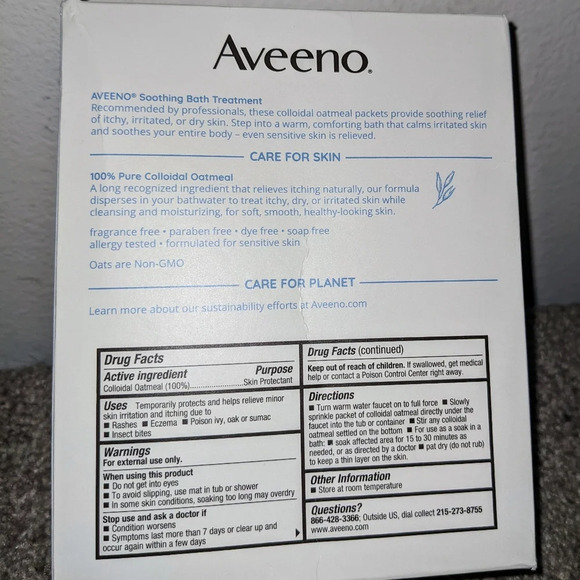 Aveeno®
AVEENO® Soothing Bath Treatment
Recommended by professionals, these colloidal oatmeal packets provide soothing relief
of itchy, irritated, or dry skin. Step into a warm, comforting bath that calms irritated skin
and soothes your entire body – even sensitive skin is relieved.
CARE FOR SKIN
100% Pure Colloidal Oatmeal
A long recognized ingredient that relieves itching naturally, our formula
disperses in your bathwater to treat itchy, dry, or irritated skin while
cleansing and moisturizing, for soft, smooth, healthy-looking skin.
fragrance free • paraben free • dye free • soap free
allergy tested • formulated for sensitive skin
Oats are Non-GMO
CARE FOR PLANET
Learn more about our sustainability efforts at Aveeno.com
Drug Facts
Active ingredient Purpose
Colloidal Oatmeal (100%)..........................Skin Protectant
Uses Temporarily protects and helps relieve minor
skin irritation and itching due to
■ Rashes ■ Eczema ■ Poison ivy, oak or sumac
■ Insect bites
Warnings
For external use only.
When using this product
■ Do not get into eyes
■ To avoid slipping, use mat in tub or shower
■ In some skin conditions, soaking too long may overdry
Stop use and ask a doctor if
■ Condition worsens
■ Symptoms last more than 7 days or clear up and
occur again within a few days
Drug Facts (continued)
Keep out of reach of children. If swallowed, get medical
help or contact a Poison Control Center right away.
Directions
■ Turn warm water faucet on to full force ■ Slowly
sprinkle packet of colloidal oatmeal directly under the
faucet into the tub or container ■ Stir any colloidal
oatmeal settled on the bottom ■ For use as a soak in a
bath: ■ soak affected area for 15 to 30 minutes as
needed, or as directed by a doctor ■ pat dry (do not rub)
to keep a thin layer on the skin.
Other Information
■ Store at room temperature
Questions?
866-428-3366; Outside US, dial collect 215-273-8755
www.aveeno.com